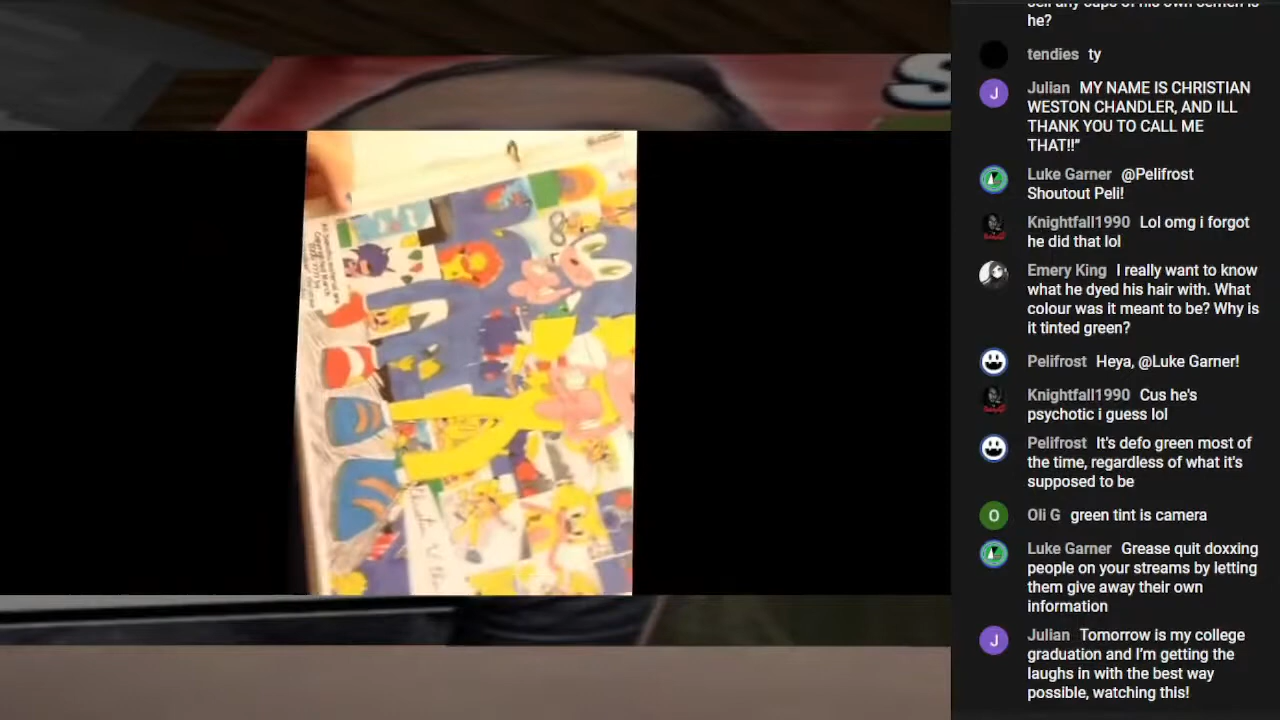 he?
tendies ty
Julian MY NAME IS CHRISTIAN
WESTON CHANDLER, AND ILL
THANK YOU TO CALL ME
THAT!!"
Luke Garner @Pelifrost
Shoutout Peli!
Knightfall1990 Lol omg i forgot
he did that lol
Emery King I really want to know
what he dyed his hair with. What
colour was it meant to be? Why is
it tinted green?
Pelifrost Heya, @Luke Garner!
Knightfall1990 Cus he's
psychotic i guess lol
Pelifrost It's defo green most of
the time, regardless of what it's
supposed to be
Oli G green tint is camera
Luke Garner Grease quit doxxing
people on your streams by letting
them give away their own
information
J Julian Tomorrow is my college
graduation and I'm getting the
laughs in with the best way
possible, watching this!